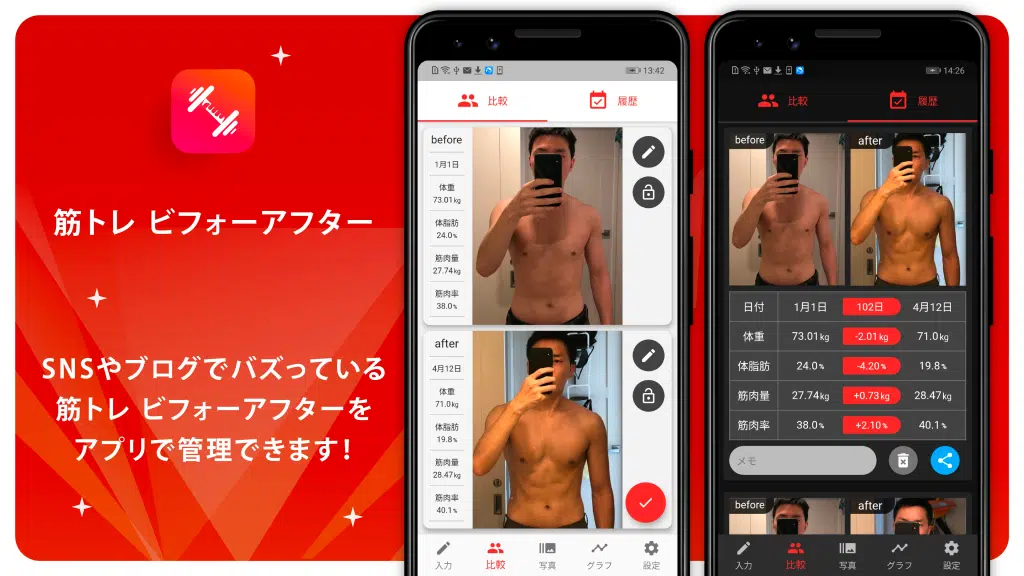 筋トレ ビフォーアフター
SNSやブログでバズっている
筋トレ ビフォーアフターを
アプリで管理できます!
13:42
比較
履歴
before
1月1日
体重
73.01kg
体脂肪
24.0%
筋肉量
27.74kg
筋肉率
38.0%
after
4月12日
体重
71.0kg
体脂肪
19.8%
筋肉量
28.47kg
筋肉率
40.1%
入力
比較
写真
グラフ
設定
14:26
比較
履歴
before
after
日付 1月1日 102日 4月12日
体重 73.01kg -2.01kg 71.0kg
体脂肪 24.0% -4.20% 19.8%
筋肉量 27.74kg +0.73kg 28.47kg
筋肉率 38.0% +2.10% 40.1%
メモ
before
after
入力
比較
写真
グラフ
設定